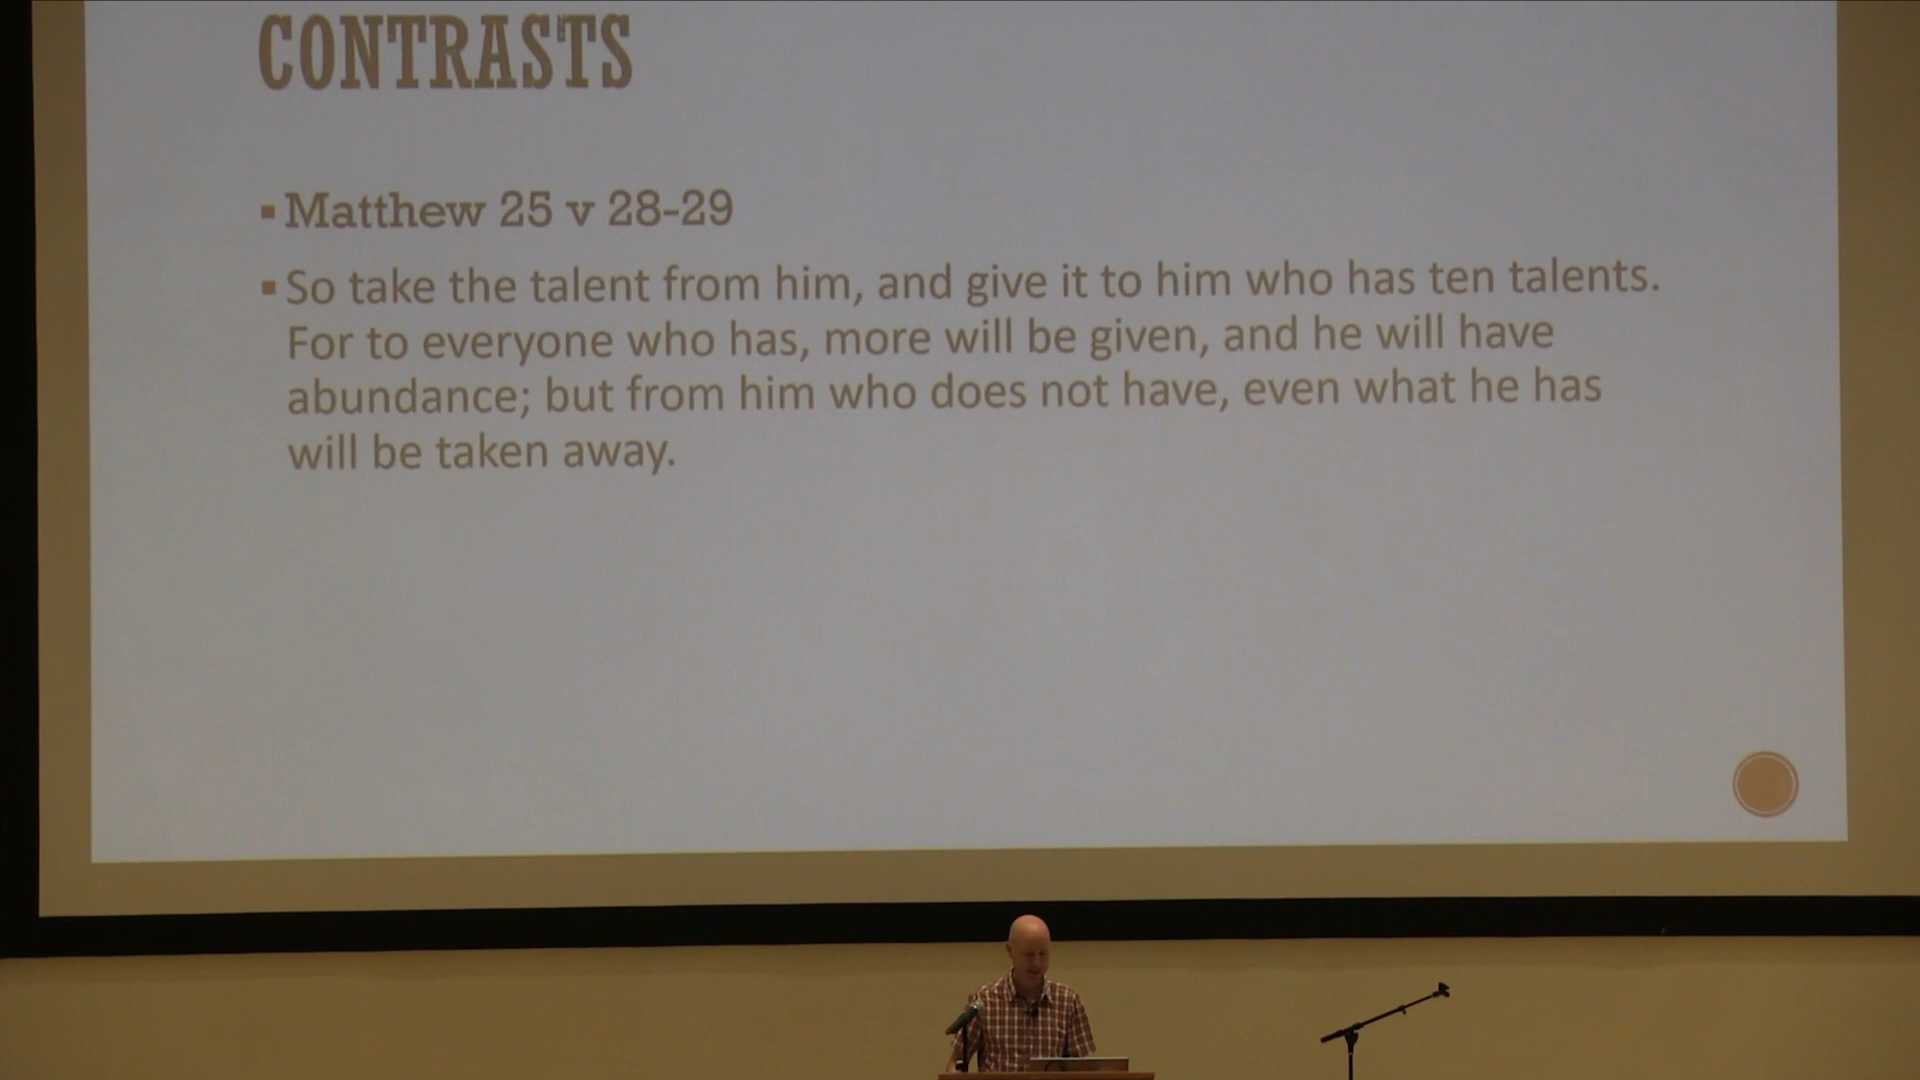 CONTRASTS
▪ Matthew 25 v 28-29
▪ So take the talent from him, and give it to him who has ten talents.
For to everyone who has, more will be given, and he will have
abundance; but from him who does not have, even what he has
will be taken away.